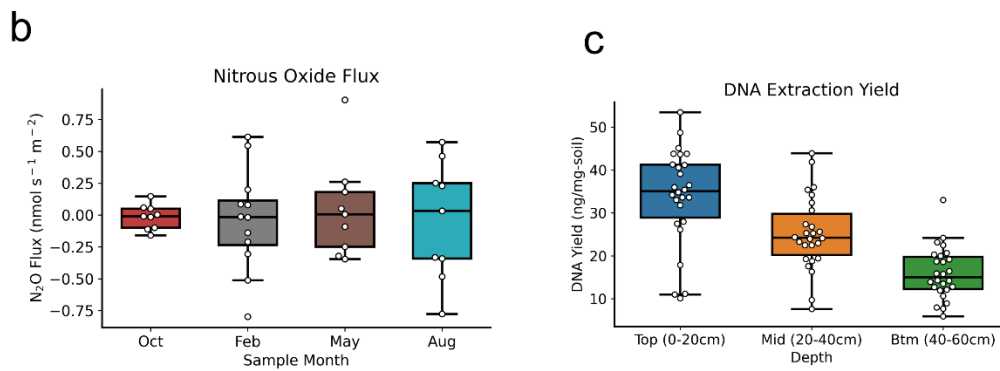 b
Nitrous Oxide Flux
N₂O Flux (nmol s⁻¹ m⁻²)
0.75
0.50
0.25
0.00
−0.25
−0.50
−0.75
Oct Feb May Aug
Sample Month
c
DNA Extraction Yield
DNA Yield (ng/mg-soil)
50
40
30
20
10
Top (0-20cm) Mid (20-40cm) Btm (40-60cm)
Depth